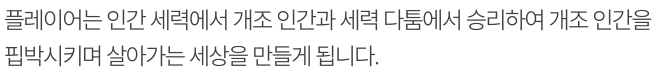 플레이어는 인간 세력에서 개조 인간과 세력 다툼에서 승리하여 개조 인간을
핍박시키며 살아가는 세상을 만들게 됩니다.